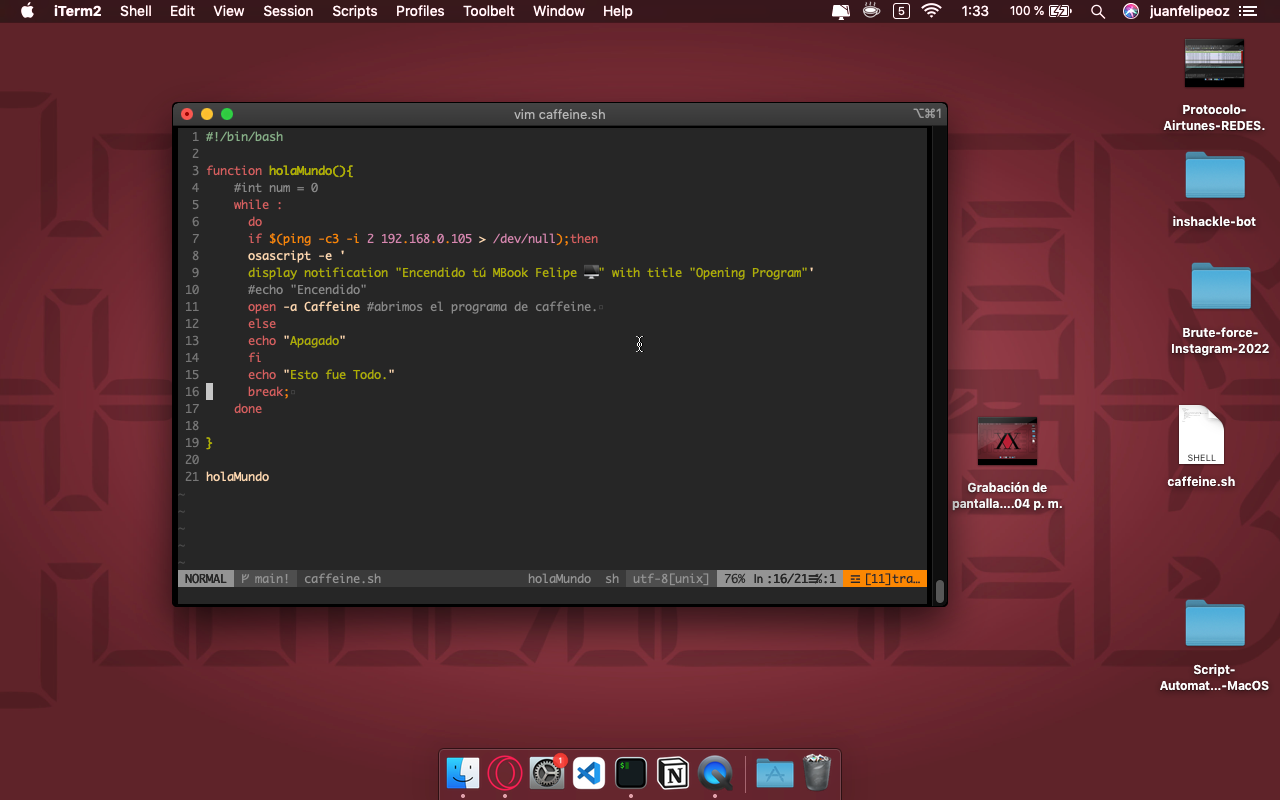 iTerm2 Shell Edit View Session Scripts Profiles Toolbelt Window Help 5 1:33 100 % juanfelipeoz
vim caffeine.sh ⌥⌘1
1 #!/bin/bash
2
3 function holaMundo(){
4 #int num = 0
5 while :
6 do
7 if $(ping -c3 -i 2 192.168.0.105 > /dev/null);then
8 osascript -e '
9 display notification "Encendido tú MBook Felipe 🖥" with title "Opening Program"'
10 #echo "Encendido"
11 open -a Caffeine #abrimos el programa de caffeine.
12 else
13 echo "Apagado"
14 fi
15 echo "Esto fue Todo."
16 break;
17 done
18
19 }
20
21 holaMundo
~
~
~
~
~
NORMAL main! caffeine.sh holaMundo sh utf-8[unix] 76% ln :16/21≡%:1 ☲ [11]tra…
Protocolo-
Airtunes-REDES.
inshackle-bot
Brute-force-
Instagram-2022
SHELL
caffeine.sh
Grabación de
pantalla....04 p. m.
Script-
Automat...-MacOS
1